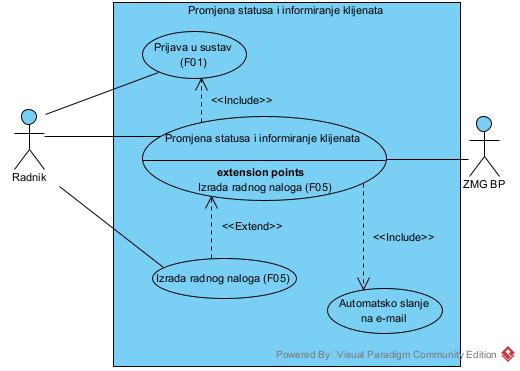 Promjena statusa i informiranje klijenata
Prijava u sustav
(F01)
<<Include>>
Promjena statusa i informiranje klijenata
extension points
Izrada radnog naloga (F05)
Radnik
ZMG BP
<<Extend>>
<<Include>>
Izrada radnog naloga (F05)
Automatsko slanje
na e-mail
Powered By Visual Paradigm Community Edition